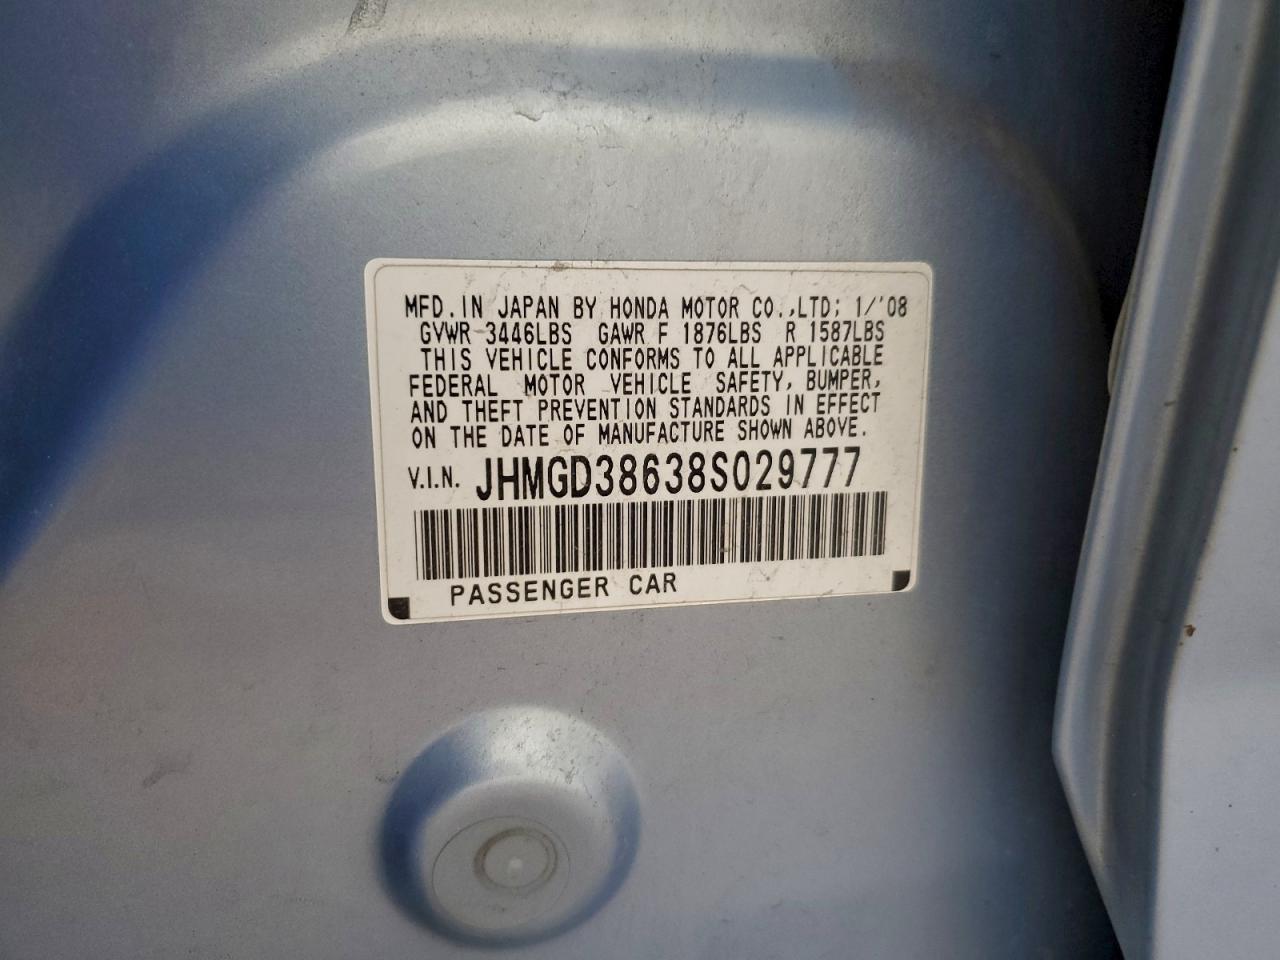 MFD. IN JAPAN BY HONDA MOTOR CO.,LTD; 1/'08
GVWR 3446LBS GAWR F 1876LBS R 1587LBS
THIS VEHICLE CONFORMS TO ALL APPLICABLE
FEDERAL MOTOR VEHICLE SAFETY, BUMPER,
AND THEFT PREVENTION STANDARDS IN EFFECT
ON THE DATE OF MANUFACTURE SHOWN ABOVE.
V.I.N. JHMGD38638S029777
PASSENGER CAR